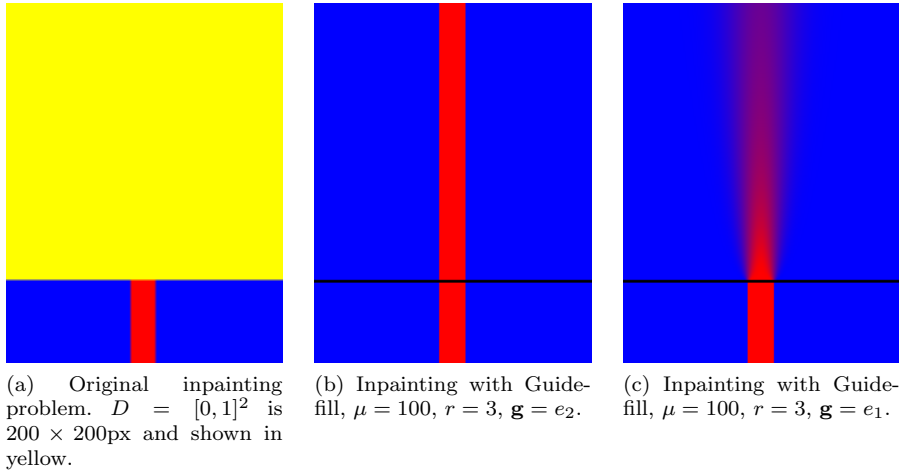 (a) Original inpainting
problem. D = [0, 1]² is
200 × 200px and shown in
yellow.
(b) Inpainting with Guide-
fill, μ = 100, r = 3, g = e₂.
(c) Inpainting with Guide-
fill, μ = 100, r = 3, g = e₁.